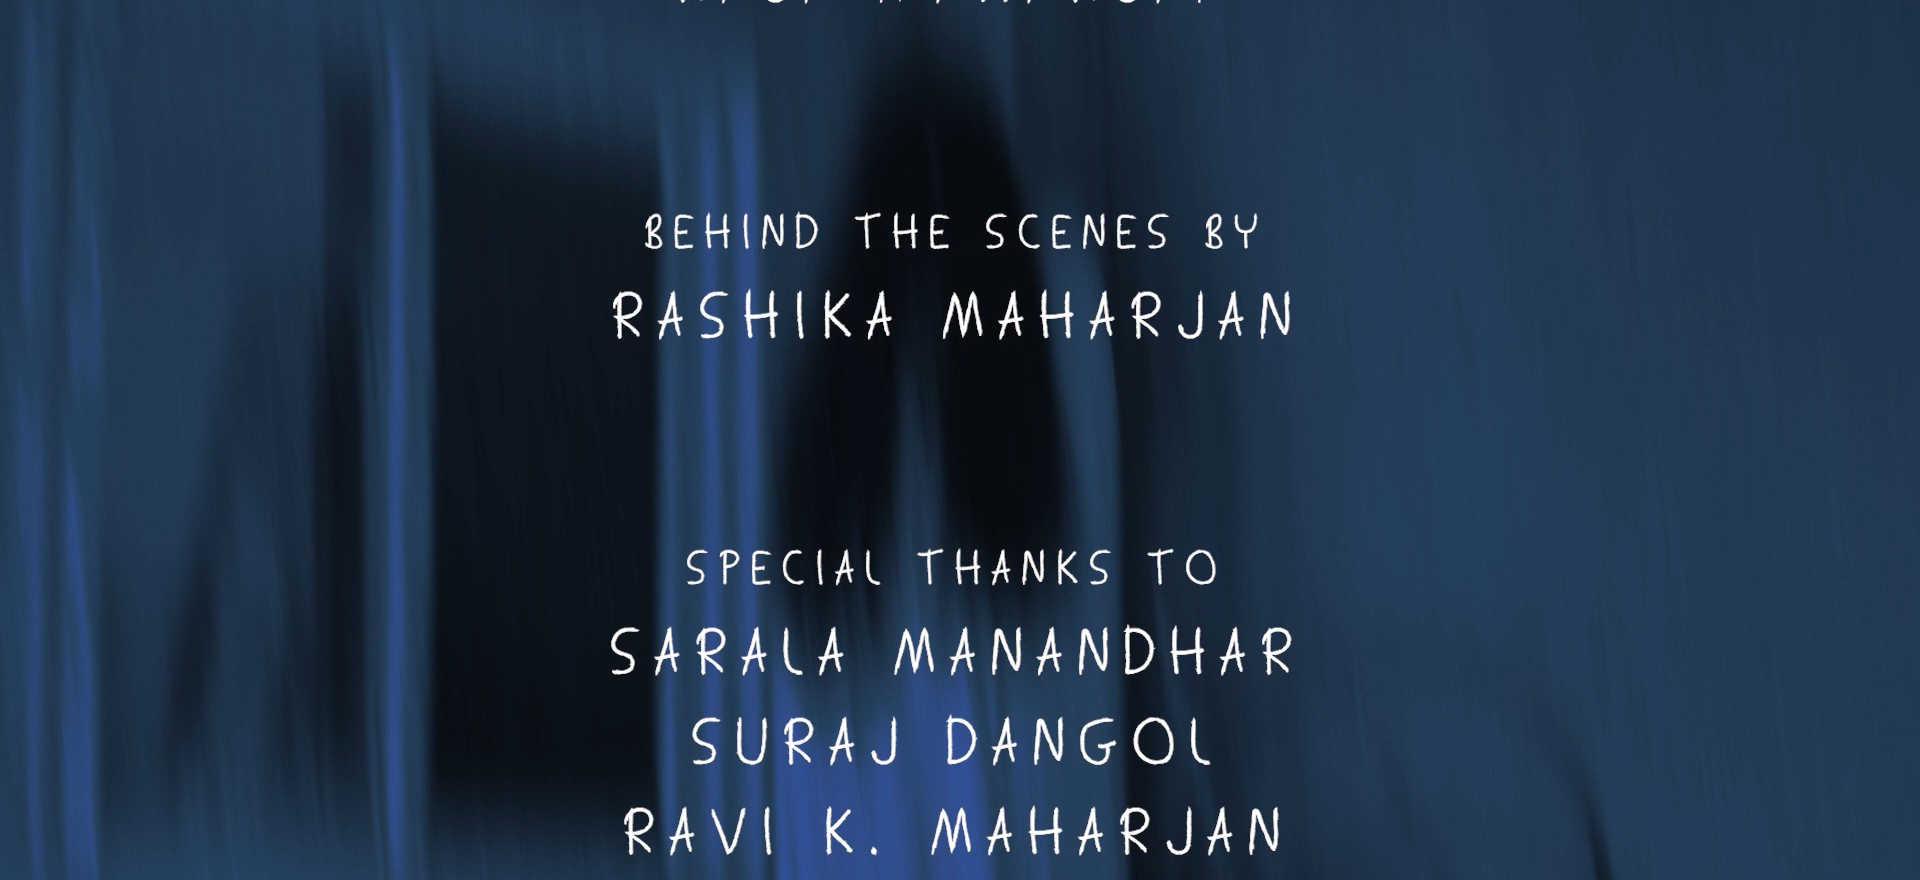 BEHIND THE SCENES BY
RASHIKA MAHARJAN
SPECIAL THANKS TO
SARALA MANANDHAR
SURAJ DANGOL
RAVI K. MAHARJAN